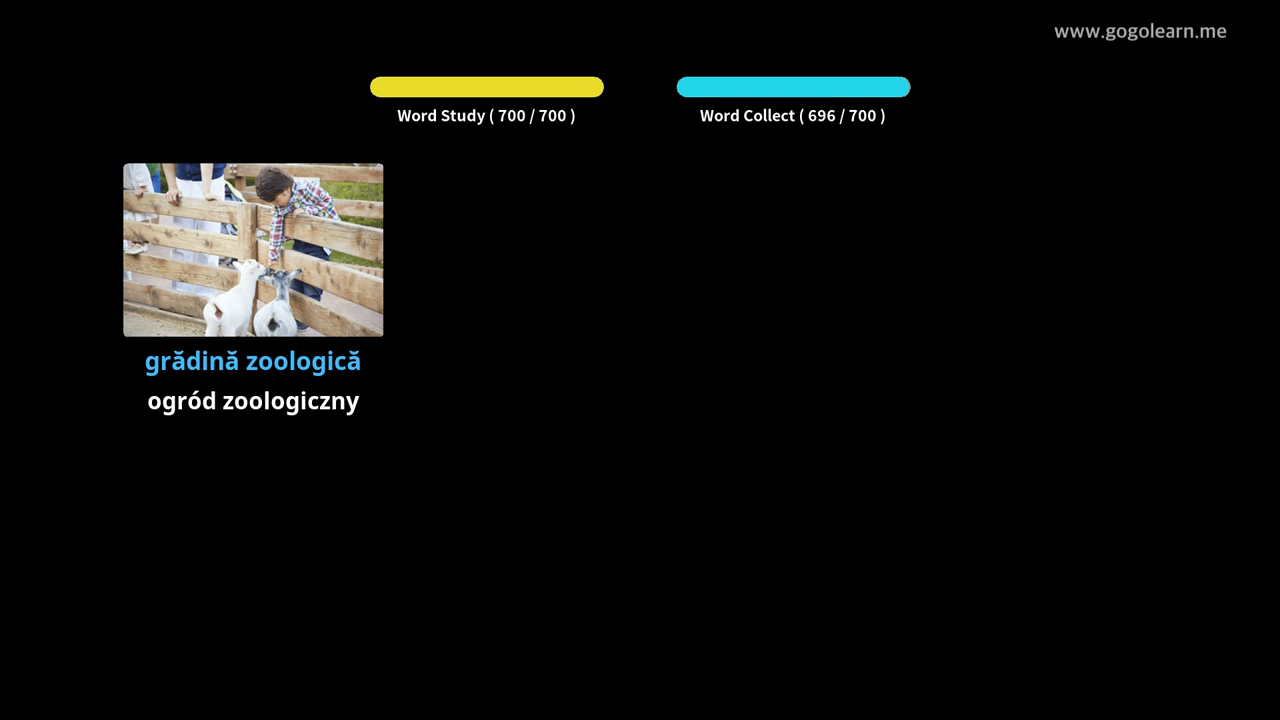 www.gogolearn.me
Word Study ( 700 / 700 )
Word Collect ( 696 / 700 )
grădină zoologică
ogród zoologiczny